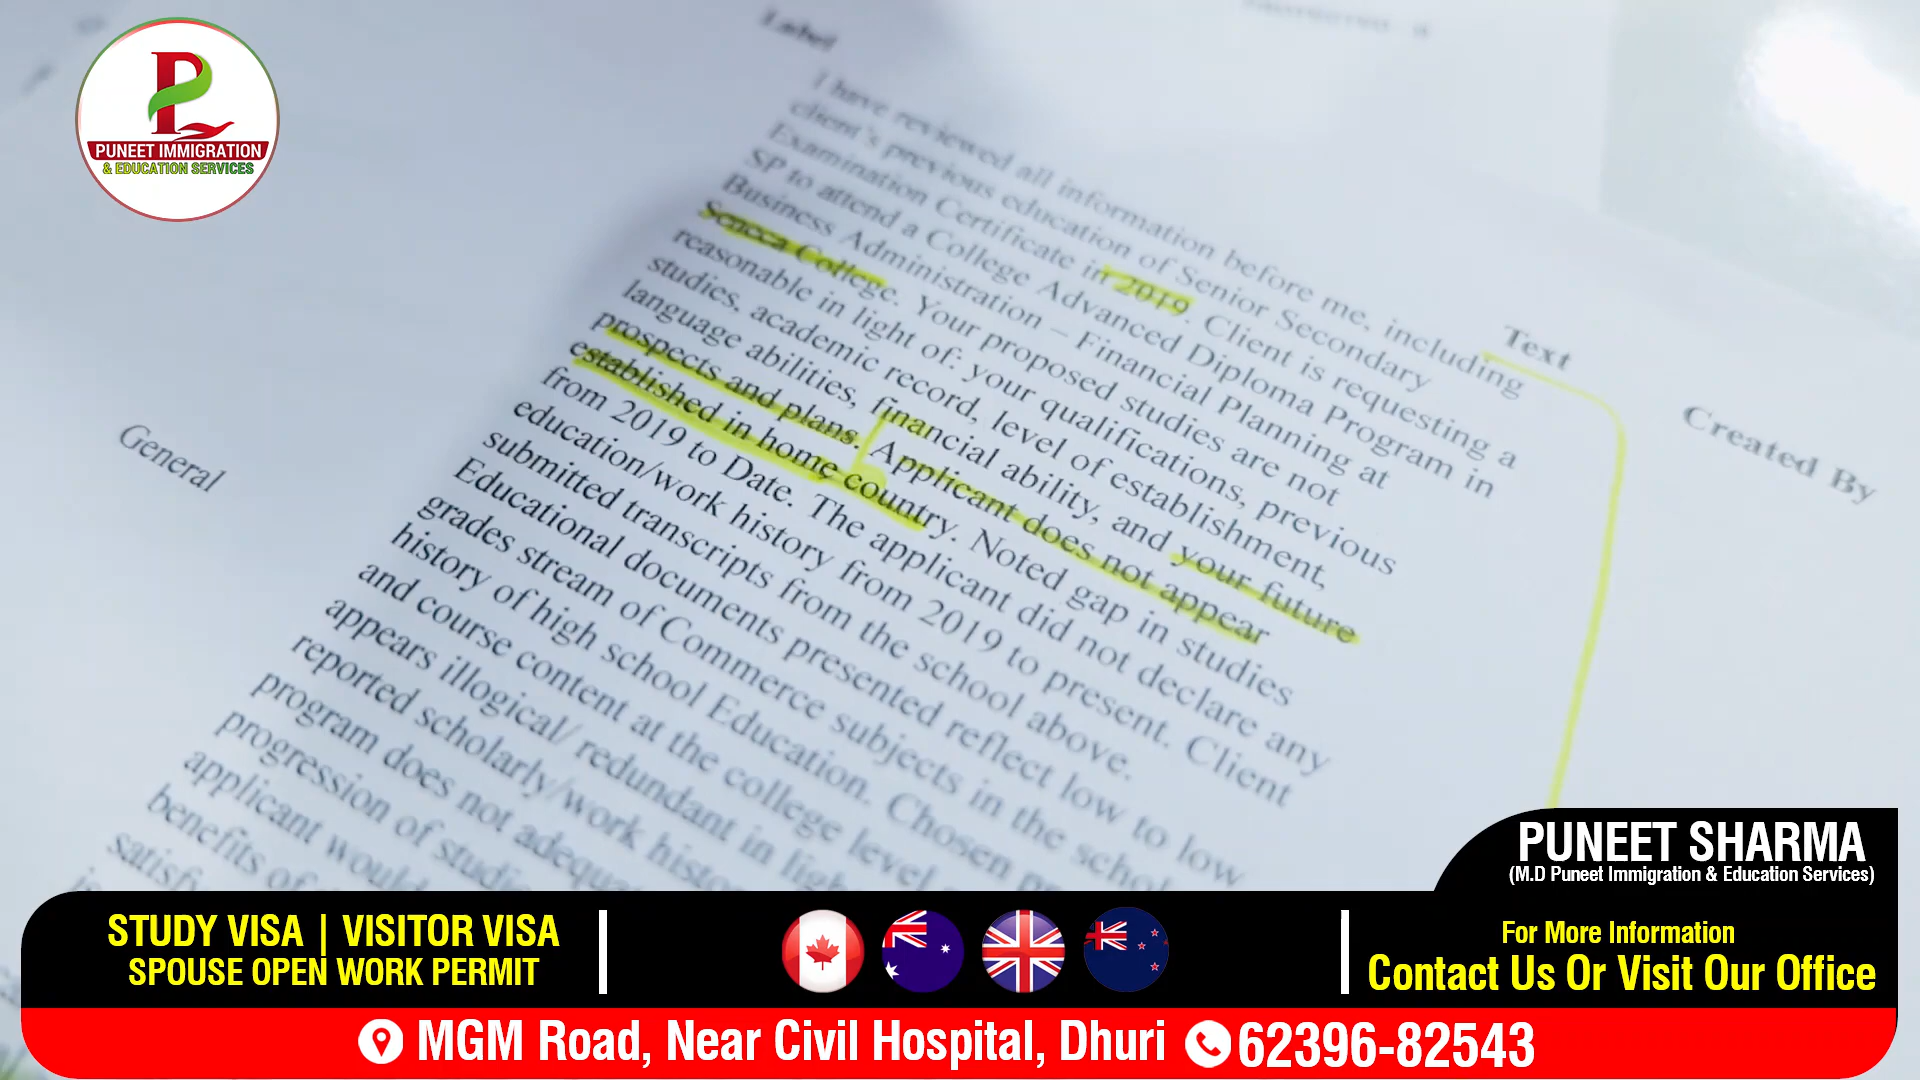 PUNEET IMMIGRATION
& EDUCATION SERVICES
Label
I have reviewed all information before me, including
client's previous education of Senior Secondary
Examination Certificate in 2019. Client is requesting a
SP to attend a College Advanced Diploma Program in
Business Administration – Financial Planning at
Seneca College. Your proposed studies are not
reasonable in light of: your qualifications, previous
studies, academic record, level of establishment,
language abilities, financial ability, and your future
prospects and plans. Applicant does not appear
established in home country. Noted gap in studies
from 2019 to Date. The applicant did not declare any
education/work history from 2019 to present. Client
submitted transcripts from the school above.
Educational documents presented reflect low to low
grades stream of Commerce subjects in the
history of high school Education. Chosen
and course content at the college level
appears illogical/ redundant in
reported scholarly/work
program does not
progression of
applicant would
benefits of
satisfy
Text
Created By
General
PUNEET SHARMA
(M.D Puneet Immigration & Education Services)
STUDY VISA | VISITOR VISA
SPOUSE OPEN WORK PERMIT
For More Information
Contact Us Or Visit Our Office
MGM Road, Near Civil Hospital, Dhuri 62396-82543